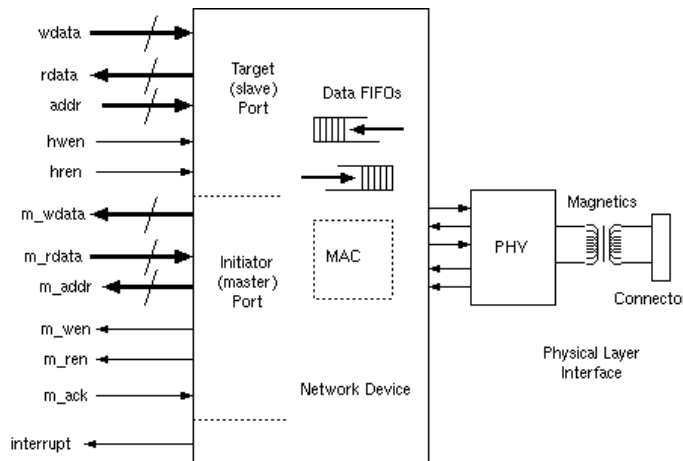 wdata
rdata
addr
hwen
hren
m_wdata
m_rdata
m_addr
m_wen
m_ren
m_ack
interrupt
Target
(slave)
Port
Data FIFOs
Initiator
(master)
Port
MAC
Network Device
PHY
Magnetics
Connecto
Physical Layer
Interface